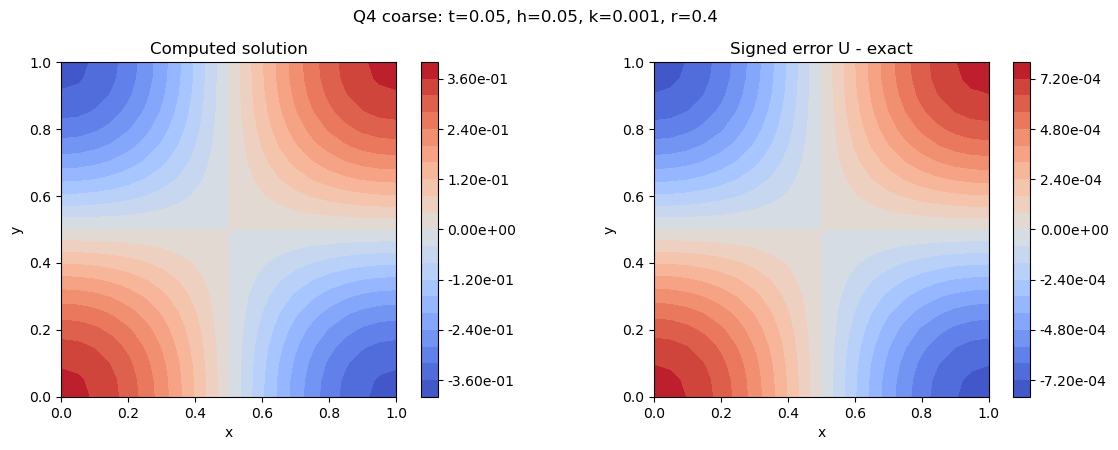 Q4 coarse: t=0.05, h=0.05, k=0.001, r=0.4
Computed solution
1.0
0.8
0.6
0.4
0.2
0.0
y
0.0 0.2 0.4 0.6 0.8 1.0
x
3.60e-01
2.40e-01
1.20e-01
0.00e+00
-1.20e-01
-2.40e-01
-3.60e-01
Signed error U - exact
1.0
0.8
0.6
0.4
0.2
0.0
y
0.0 0.2 0.4 0.6 0.8 1.0
x
7.20e-04
4.80e-04
2.40e-04
0.00e+00
-2.40e-04
-4.80e-04
-7.20e-04